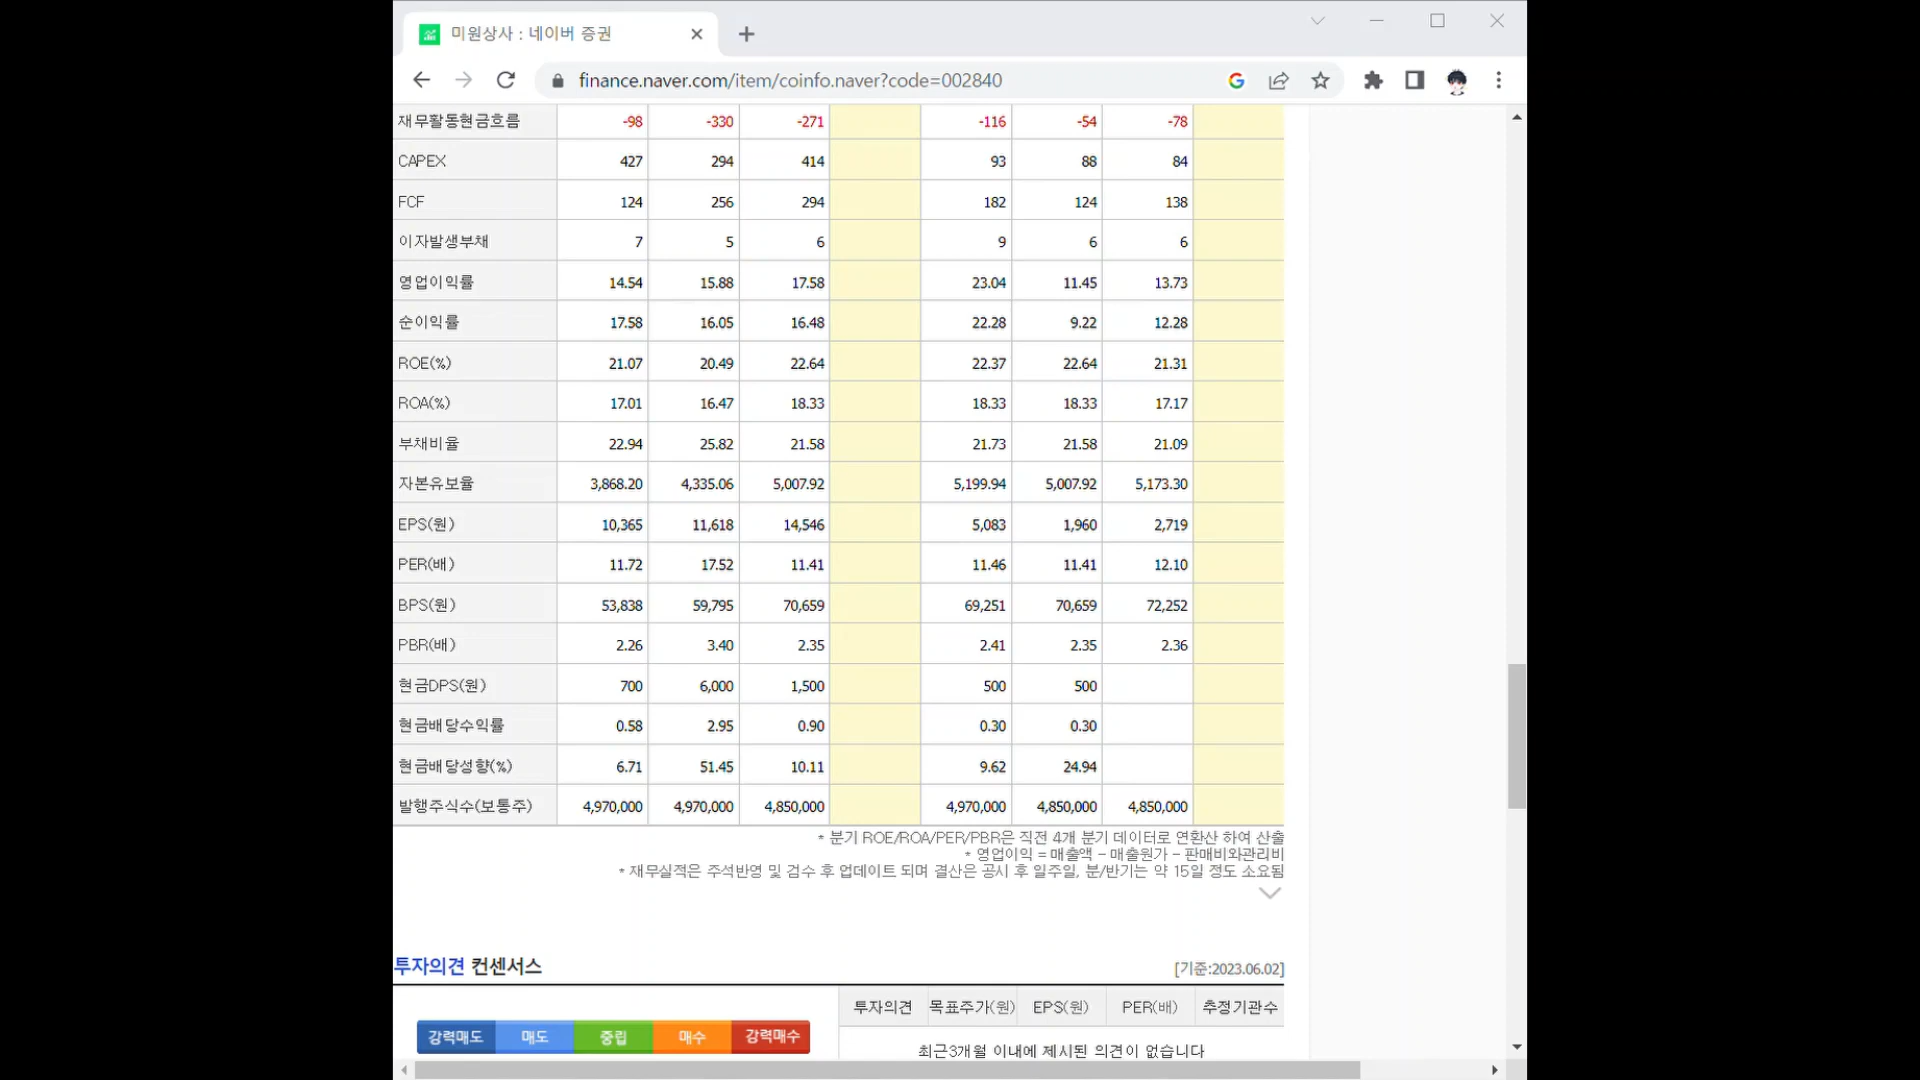 미원상사 : 네이버 증권
finance.naver.com/item/coinfo.naver?code=002840
재무활동현금흐름 -98 -330 -271 -116 -54 -78
CAPEX 427 294 414 93 88 84
FCF 124 256 294 182 124 138
이자발생부채 7 5 6 9 6 6
영업이익률 14.54 15.88 17.58 23.04 11.45 13.73
순이익률 17.58 16.05 16.48 22.28 9.22 12.28
ROE(%) 21.07 20.49 22.64 22.37 22.64 21.31
ROA(%) 17.01 16.47 18.33 18.33 18.33 17.17
부채비율 22.94 25.82 21.58 21.73 21.58 21.09
자본유보율 3,868.20 4,335.06 5,007.92 5,199.94 5,007.92 5,173.30
EPS(원) 10,365 11,618 14,546 5,083 1,960 2,719
PER(배) 11.72 17.52 11.41 11.46 11.41 12.10
BPS(원) 53,838 59,795 70,659 69,251 70,659 72,252
PBR(배) 2.26 3.40 2.35 2.41 2.35 2.36
현금DPS(원) 700 6,000 1,500 500 500
현금배당수익률 0.58 2.95 0.90 0.30 0.30
현금배당성향(%) 6.71 51.45 10.11 9.62 24.94
발행주식수(보통주) 4,970,000 4,970,000 4,850,000 4,970,000 4,850,000 4,850,000
* 분기 ROE/ROA/PER/PBR은 직전 4개 분기 데이터로 연환산 하여 산출
* 영업이익 = 매출액 - 매출원가 - 판매비와관리비
* 재무실적은 주석반영 및 검수 후 업데이트 되며 결산은 공시 후 일주일, 분/반기는 약 15일 정도 소요됨
투자의견 컨센서스 [기준:2023.06.02]
투자의견 목표주가(원) EPS(원) PER(배) 추정기관수
강력매도 매도 중립 매수 강력매수
최근3개월 이내에 제시된 의견이 없습니다